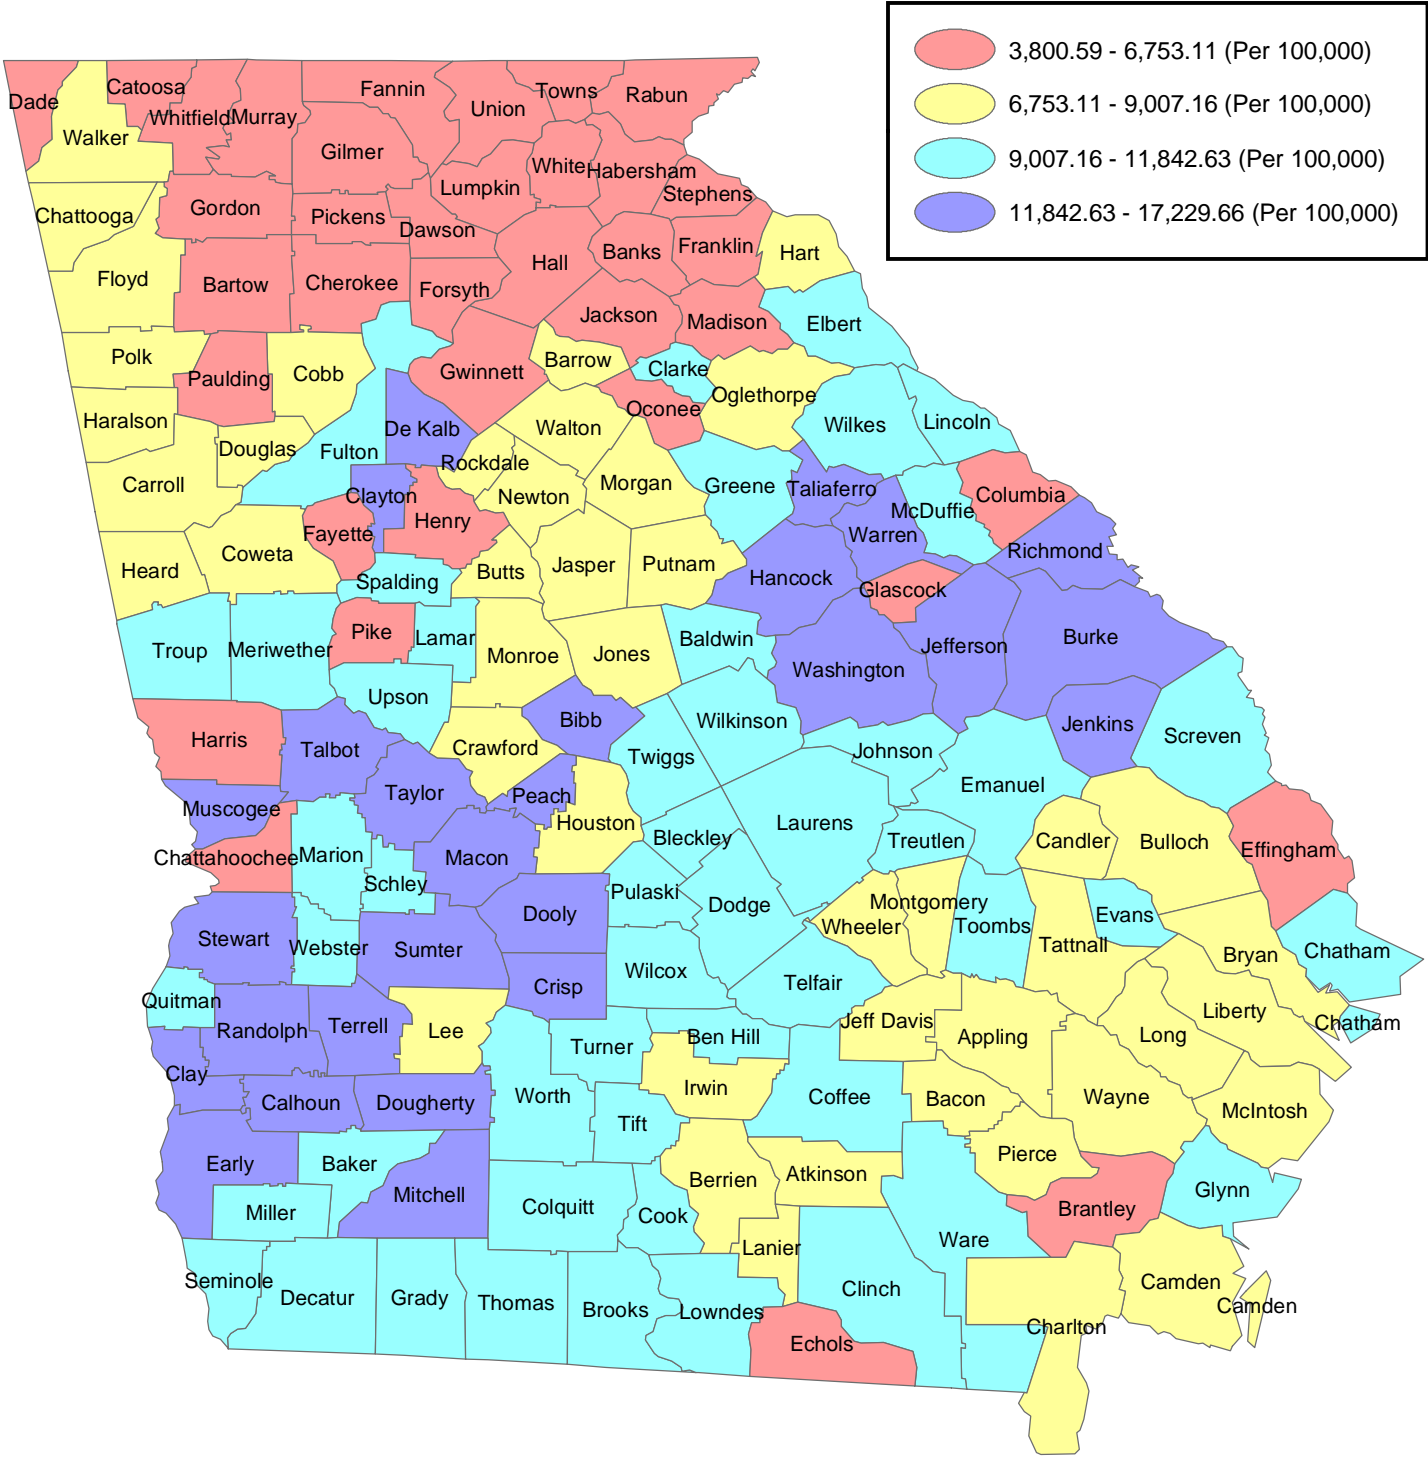 3,800.59 - 6,753.11 (Per 100,000)
6,753.11 - 9,007.16 (Per 100,000)
9,007.16 - 11,842.63 (Per 100,000)
11,842.63 - 17,229.66 (Per 100,000)
Dade
Walker
Catoosa
Whitfield
Murray
Fannin
Union
Towns
Rabun
Gilmer
White
Habersham
Lumpkin
Stephens
Chattooga
Gordon
Pickens
Dawson
Banks
Franklin
Hart
Hall
Floyd
Bartow
Cherokee
Forsyth
Jackson
Madison
Elbert
Polk
Paulding
Cobb
Gwinnett
Barrow
Clarke
Oglethorpe
Oconee
Haralson
Douglas
Fulton
De Kalb
Walton
Wilkes
Lincoln
Rockdale
Carroll
Clayton
Newton
Morgan
Greene
Taliaferro
McDuffie
Columbia
Fayette
Henry
Warren
Richmond
Coweta
Heard
Spalding
Butts
Jasper
Putnam
Hancock
Glascock
Troup
Meriwether
Pike
Lamar
Monroe
Jones
Baldwin
Washington
Jefferson
Burke
Upson
Harris
Talbot
Crawford
Bibb
Twiggs
Wilkinson
Johnson
Jenkins
Screven
Muscogee
Taylor
Peach
Houston
Emanuel
Chattahoochee
Marion
Schley
Macon
Bleckley
Laurens
Treutlen
Candler
Bulloch
Effingham
Pulaski
Dodge
Dooly
Montgomery
Wheeler
Toombs
Evans
Tattnall
Stewart
Webster
Sumter
Wilcox
Telfair
Bryan
Chatham
Quitman
Randolph
Terrell
Lee
Crisp
Turner
Ben Hill
Jeff Davis
Appling
Long
Liberty
Chatham
Clay
Calhoun
Dougherty
Worth
Irwin
Coffee
Bacon
Wayne
McIntosh
Tift
Early
Baker
Mitchell
Berrien
Atkinson
Pierce
Miller
Colquitt
Cook
Brantley
Glynn
Lanier
Ware
Seminole
Decatur
Grady
Thomas
Brooks
Lowndes
Clinch
Camden
Camden
Charlton
Echols